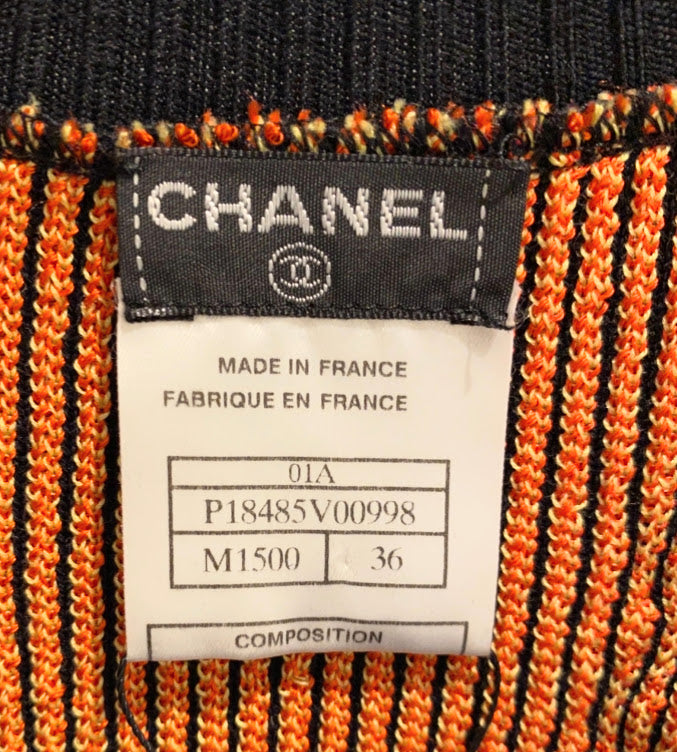 CHANEL
MADE IN FRANCE
FABRIQUE EN FRANCE
01A
P18485V00998
M1500 36
COMPOSITION